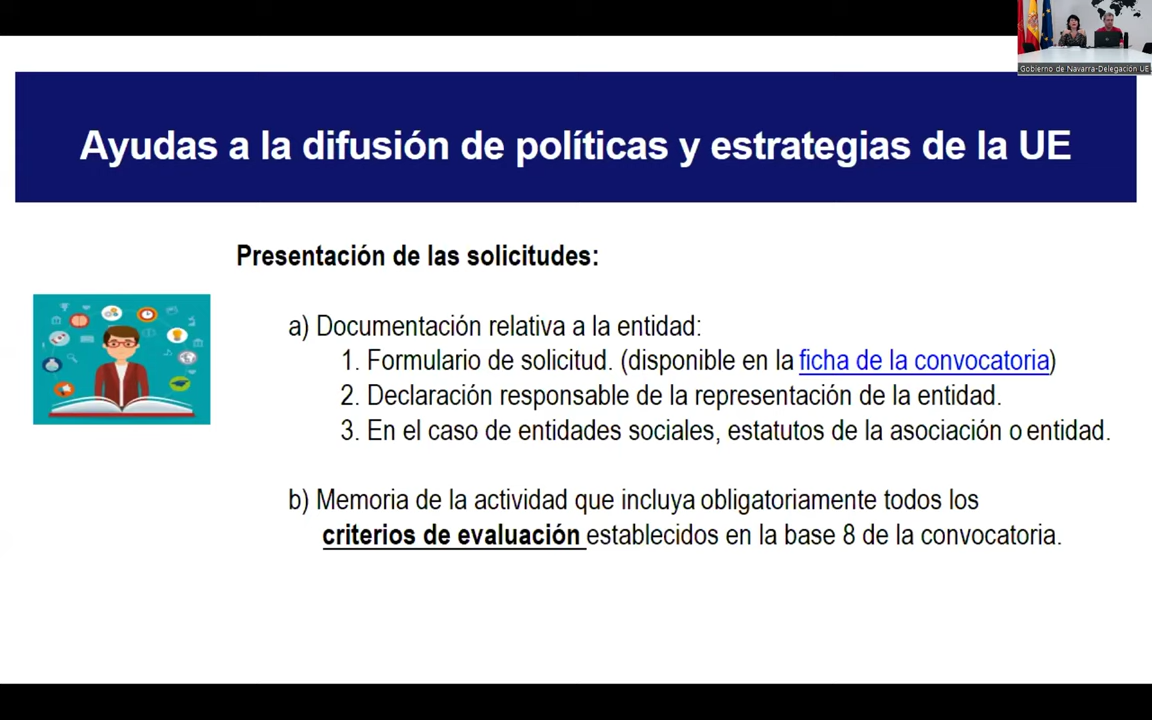 Gobierno de Navarra-Delegación UE
Ayudas a la difusión de políticas y estrategias de la UE
Presentación de las solicitudes:
a) Documentación relativa a la entidad:
1. Formulario de solicitud. (disponible en la ficha de la convocatoria)
2. Declaración responsable de la representación de la entidad.
3. En el caso de entidades sociales, estatutos de la asociación o entidad.
b) Memoria de la actividad que incluya obligatoriamente todos los
criterios de evaluación establecidos en la base 8 de la convocatoria.